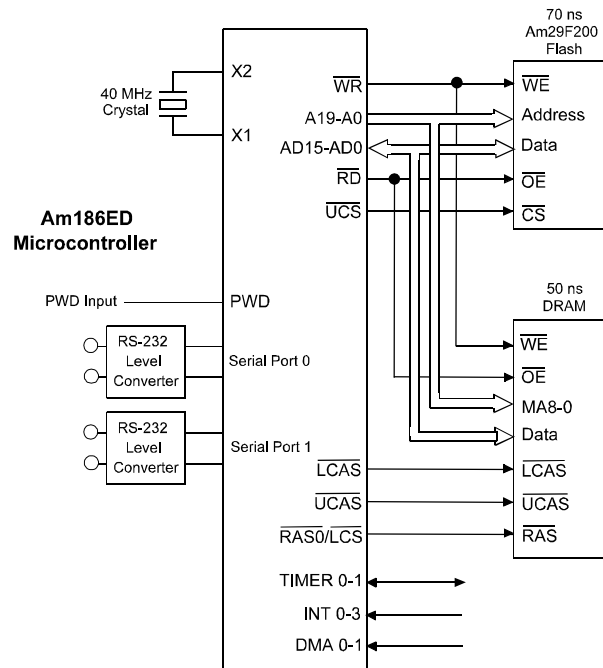 70 ns
Am29F200
Flash
X2
40 MHz
Crystal
X1
WR
A19-A0
AD15-AD0
RD
UCS
WE
Address
Data
OE
CS
Am186ED
Microcontroller
PWD Input
PWD
50 ns
DRAM
RS-232
Level
Converter
Serial Port 0
RS-232
Level
Converter
Serial Port 1
WE
OE
MA8-0
Data
LCAS
LCAS
UCAS
UCAS
RAS0/LCS
RAS
TIMER 0-1
INT 0-3
DMA 0-1